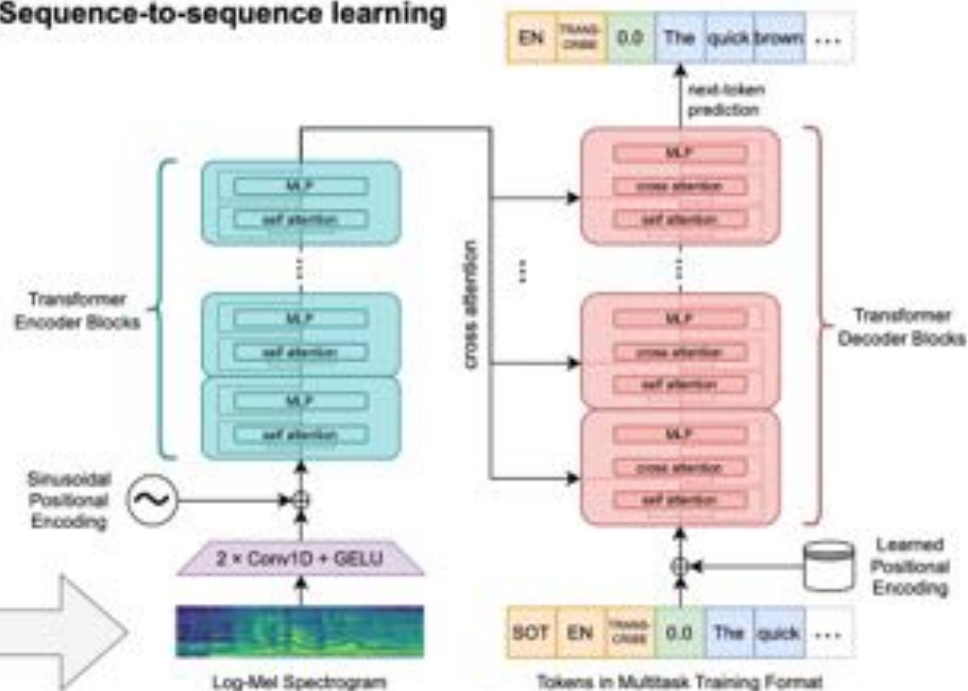 Sequence-to-sequence learning
EN TRANS-CRIBE 0.0 The quick brown ...
next-token
prediction
MLP
self attention
...
MLP
self attention
MLP
self attention
Transformer
Encoder Blocks
cross attention
...
MLP
cross attention
self attention
...
MLP
cross attention
self attention
MLP
cross attention
self attention
Transformer
Decoder Blocks
Sinusoidal
Positional
Encoding
2 × Conv1D + GELU
Learned
Positional
Encoding
SOT EN TRANS-CRIBE 0.0 The quick ...
Log-Mel Spectrogram
Tokens in Multitask Training Format